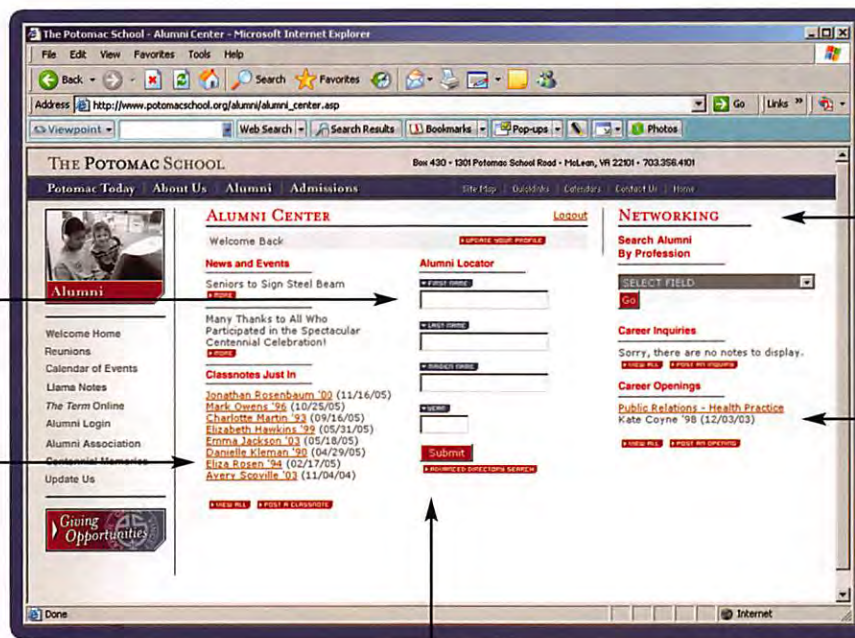 The Potomac School - Alumni Center - Microsoft Internet Explorer
File Edit View Favorites Tools Help
Back Search Favorites
Address http://www.potomacschool.org/alumni/alumni_center.asp Go Links »
Viewpoint Web Search Search Results Bookmarks Pop-ups Photos
THE POTOMAC SCHOOL Box 430 • 1301 Potomac School Road • McLean, VA 22101 • 703.356.4101
Potomac Today | About Us | Alumni | Admissions Site Map | Quicklinks | Calendars | Contact Us | Home
Alumni
Welcome Home
Reunions
Calendar of Events
Llama Notes
The Term Online
Alumni Login
Alumni Association
Centennial Memories
Update Us
Giving Opportunities
ALUMNI CENTER Logout
Welcome Back UPDATE YOUR PROFILE
News and Events
Seniors to Sign Steel Beam
MORE
Many Thanks to All Who
Participated in the Spectacular
Centennial Celebration!
MORE
Classnotes Just In
Jonathan Rosenbaum (11/16/05)
Mark Owens '96 (10/25/05)
Charlotte Martin '93 (09/16/05)
Elizabeth Hawkins '99 (05/31/05)
Emma Jackson '03 (05/18/05)
Danielle Kleman '90 (04/29/05)
Eliza Rosen '94 (02/17/05)
Avery Scoville '03 (11/04/04)
VIEW ALL POST A CLASSNOTE
Alumni Locator
FIRST NAME
LAST NAME
MAIDEN NAME
YEAR
Submit
ADVANCED DIRECTORY SEARCH
NETWORKING
Search Alumni
By Profession
SELECT FIELD
Go
Career Inquiries
Sorry, there are no notes to display.
VIEW ALL POST AN INQUIRY
Career Openings
Public Relations - Health Practice
Kate Coyne '98 (12/03/03)
VIEW ALL POST AN OPENING
Done Internet